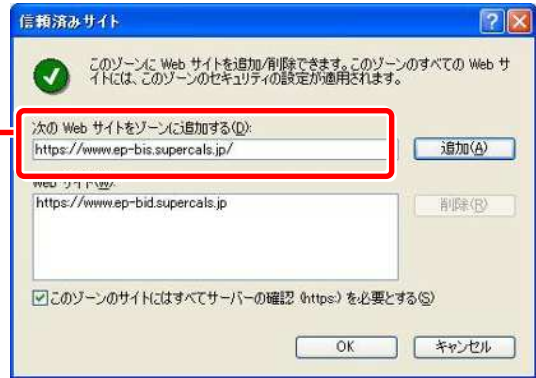 信頼済みサイト
このゾーンに Web サイトを追加/削除できます。このゾーンのすべての Web サ
イトには、このゾーンのセキュリティの設定が適用されます。
次の Web サイトをゾーンに追加する(D):
https://www.ep-bis.supercals.jp/
追加(A)
Web サイト(W):
https://www.ep-bid.supercals.jp
削除(R)
このゾーンのサイトにはすべてサーバーの確認 (https:) を必要とする(S)
OK
キャンセル